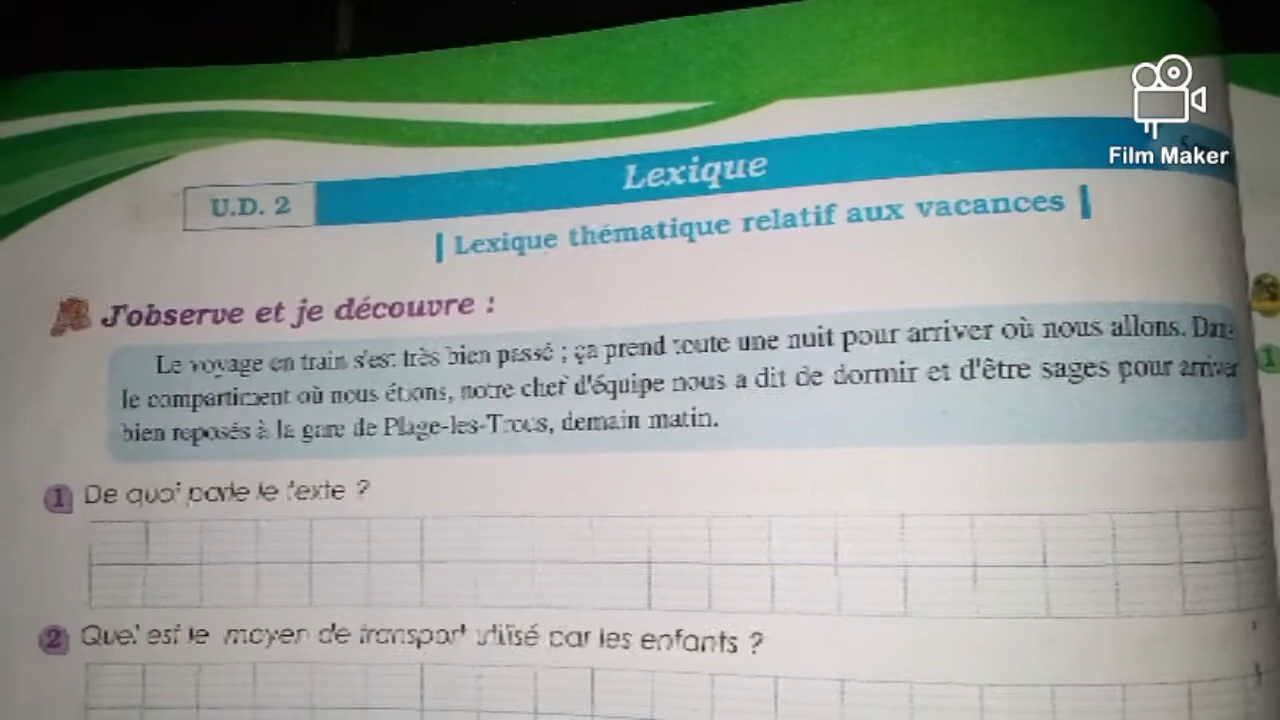 Film Maker
U.D. 2
Lexique
Lexique thématique relatif aux vacances
J'observe et je découvre :
Le voyage en train s'est très bien passé ; ça prend toute une nuit pour arriver où nous allons. Dans
le compartiment où nous étions, notre chef d'équipe nous a dit de dormir et d'être sages pour arriver
bien reposés à la gare de Plage-les-Trous, demain matin.
1 De quoi parle le texte ?
2 Quel est le moyen de transport utilisé par les enfants ?
1